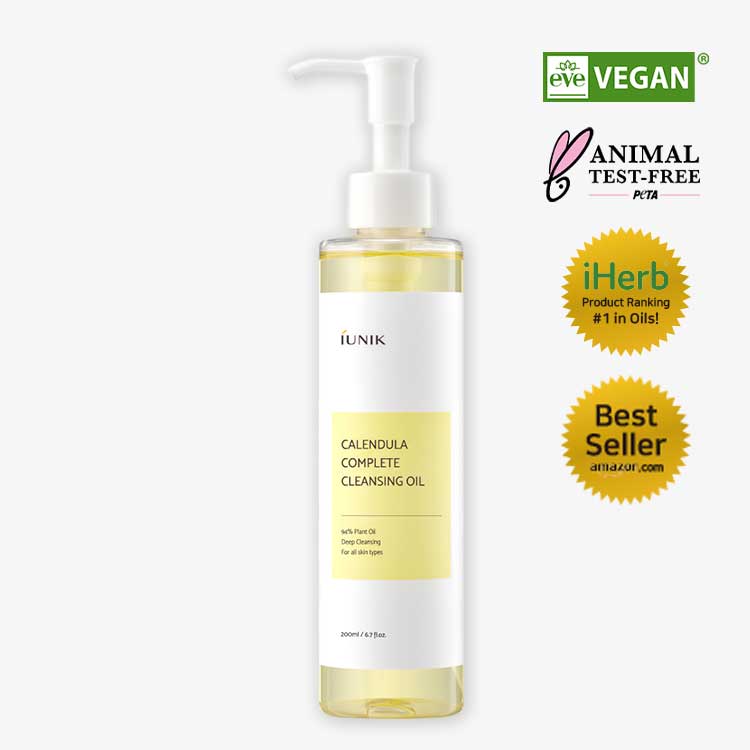 íUNIK
CALENDULA
COMPLETE
CLEANSING OIL
94% Plant Oil
Deep Cleansing
For all skin types
200ml / 6.7 fl.oz.
eve VEGAN®
ANIMAL
TEST-FREE
PETA
iHerb
Product Ranking
#1 in Oils!
Best
Seller
amazon.com